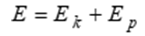 E = E_k + E_p